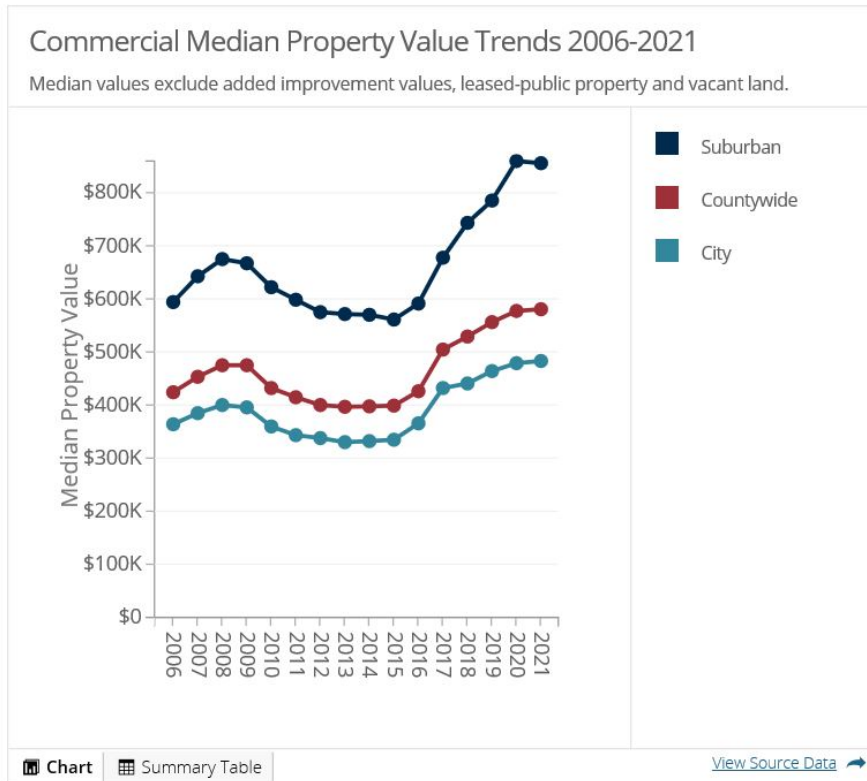 Commercial Median Property Value Trends 2006-2021
Median values exclude added improvement values, leased-public property and vacant land.
Suburban
Countywide
City
Median Property Value
$800K
$700K
$600K
$500K
$400K
$300K
$200K
$100K
$0
2006
2007
2008
2009
2010
2011
2012
2013
2014
2015
2016
2017
2018
2019
2020
2021
Chart
Summary Table
View Source Data